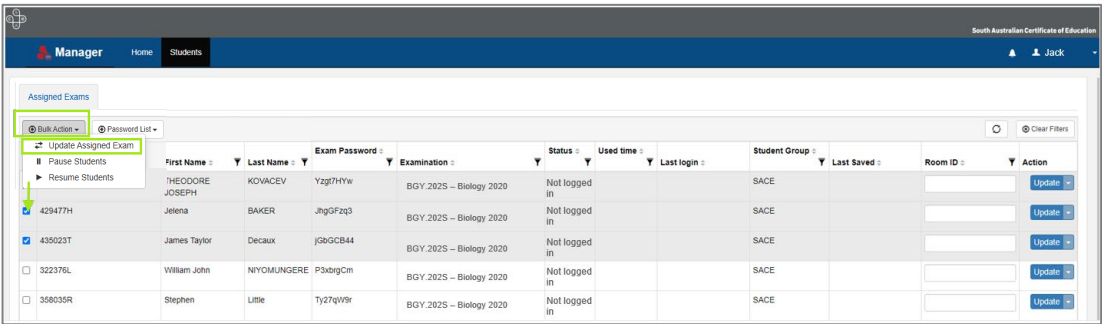 South Australian Certificate of Education
Manager Home Students Jack
Assigned Exams
Bulk Action Password List Clear Filters
Update Assigned Exam
Pause Students
Resume Students
First Name Last Name Exam Password Examination Status Used time Last login Student Group Last Saved Room ID Action
THEODORE JOSEPH KOVACEV Yzgt7HYw BGY.202S – Biology 2020 Not logged in SACE Update
429477H Jelena BAKER JhgGFzq3 BGY.202S – Biology 2020 Not logged in SACE Update
435023T James Taylor Decaux jGbGCB44 BGY.202S – Biology 2020 Not logged in SACE Update
322376L William John NIYOMUNGERE P3xbrgCm BGY.202S – Biology 2020 Not logged in SACE Update
358035R Stephen Little Ty27qW9r BGY.202S – Biology 2020 Not logged in SACE Update